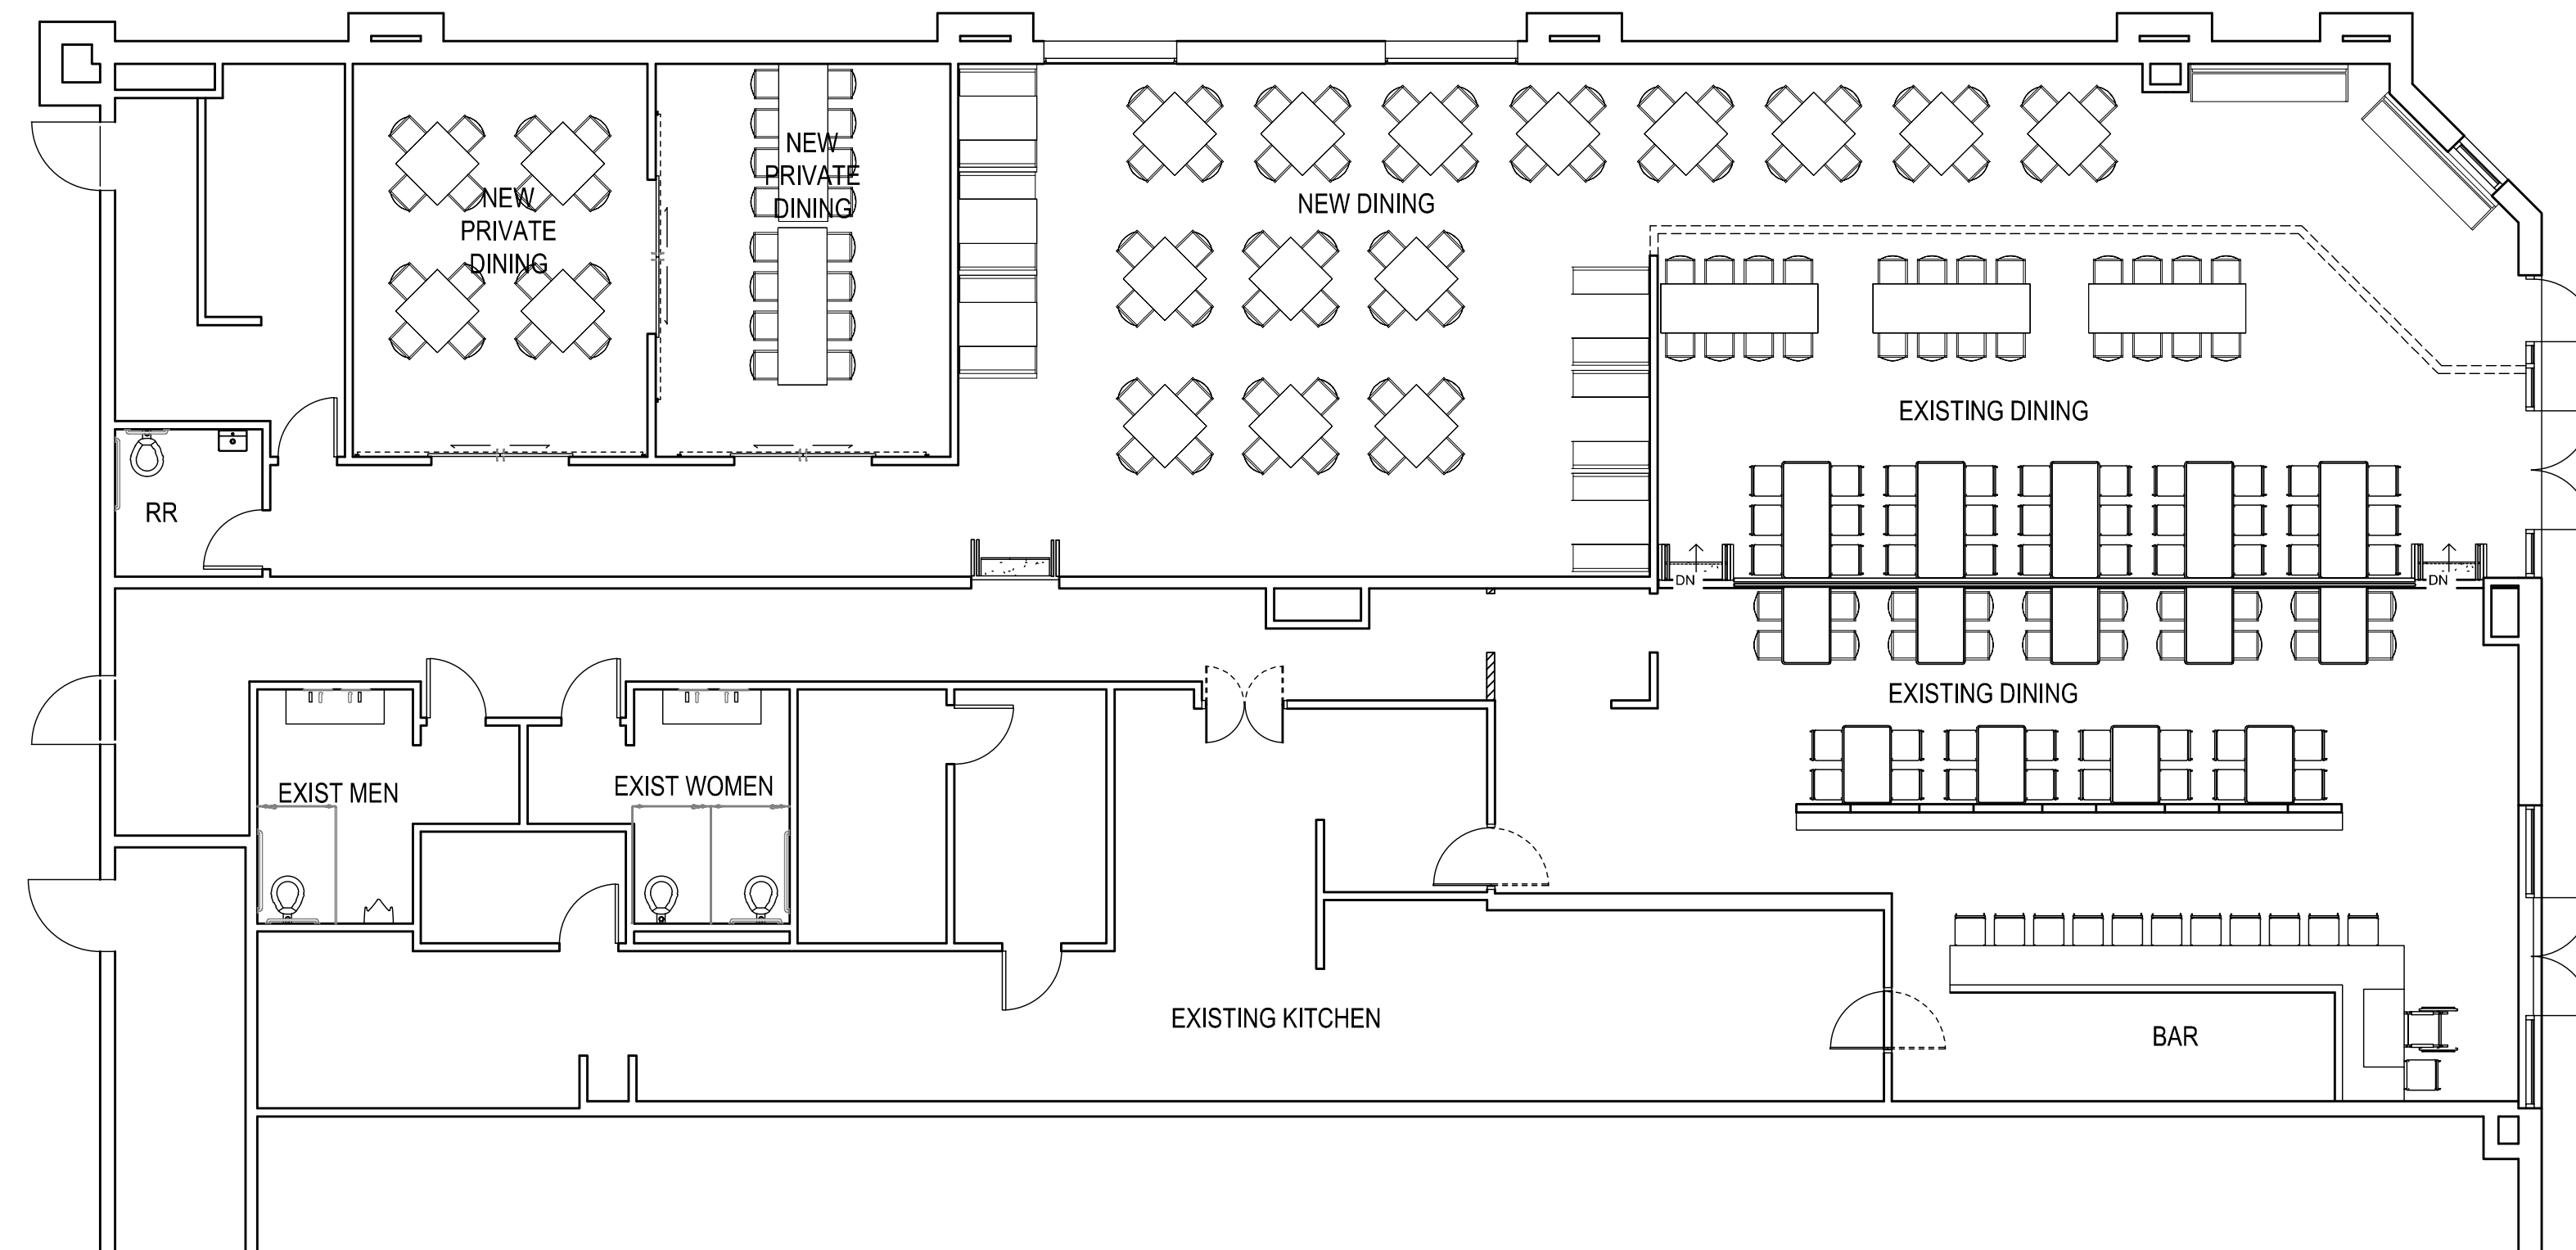 NEW
PRIVATE
DINING
NEW
PRIVATE
DINING
NEW DINING
EXISTING DINING
RR
DN
DN
EXISTING DINING
EXIST MEN
EXIST WOMEN
EXISTING KITCHEN
BAR